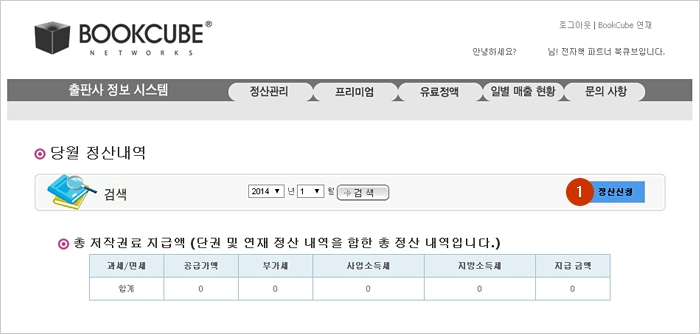 BOOKCUBE®
NETWORKS
로그아웃 | BookCube 연재
안녕하세요? 님! 전자책 파트너 북큐브입니다.
출판사 정보 시스템 정산관리 프리미엄 유료정액 일별 매출 현황 문의 사항
당월 정산내역
검색 2014 년 1 월 검 색 1 정산신청
총 저작권료 지급액 (단권 및 연재 정산 내역을 합한 총 정산 내역입니다.)
과세/면세 공급가액 부가세 사업소득세 지방소득세 지급 금액
합계 0 0 0 0 0